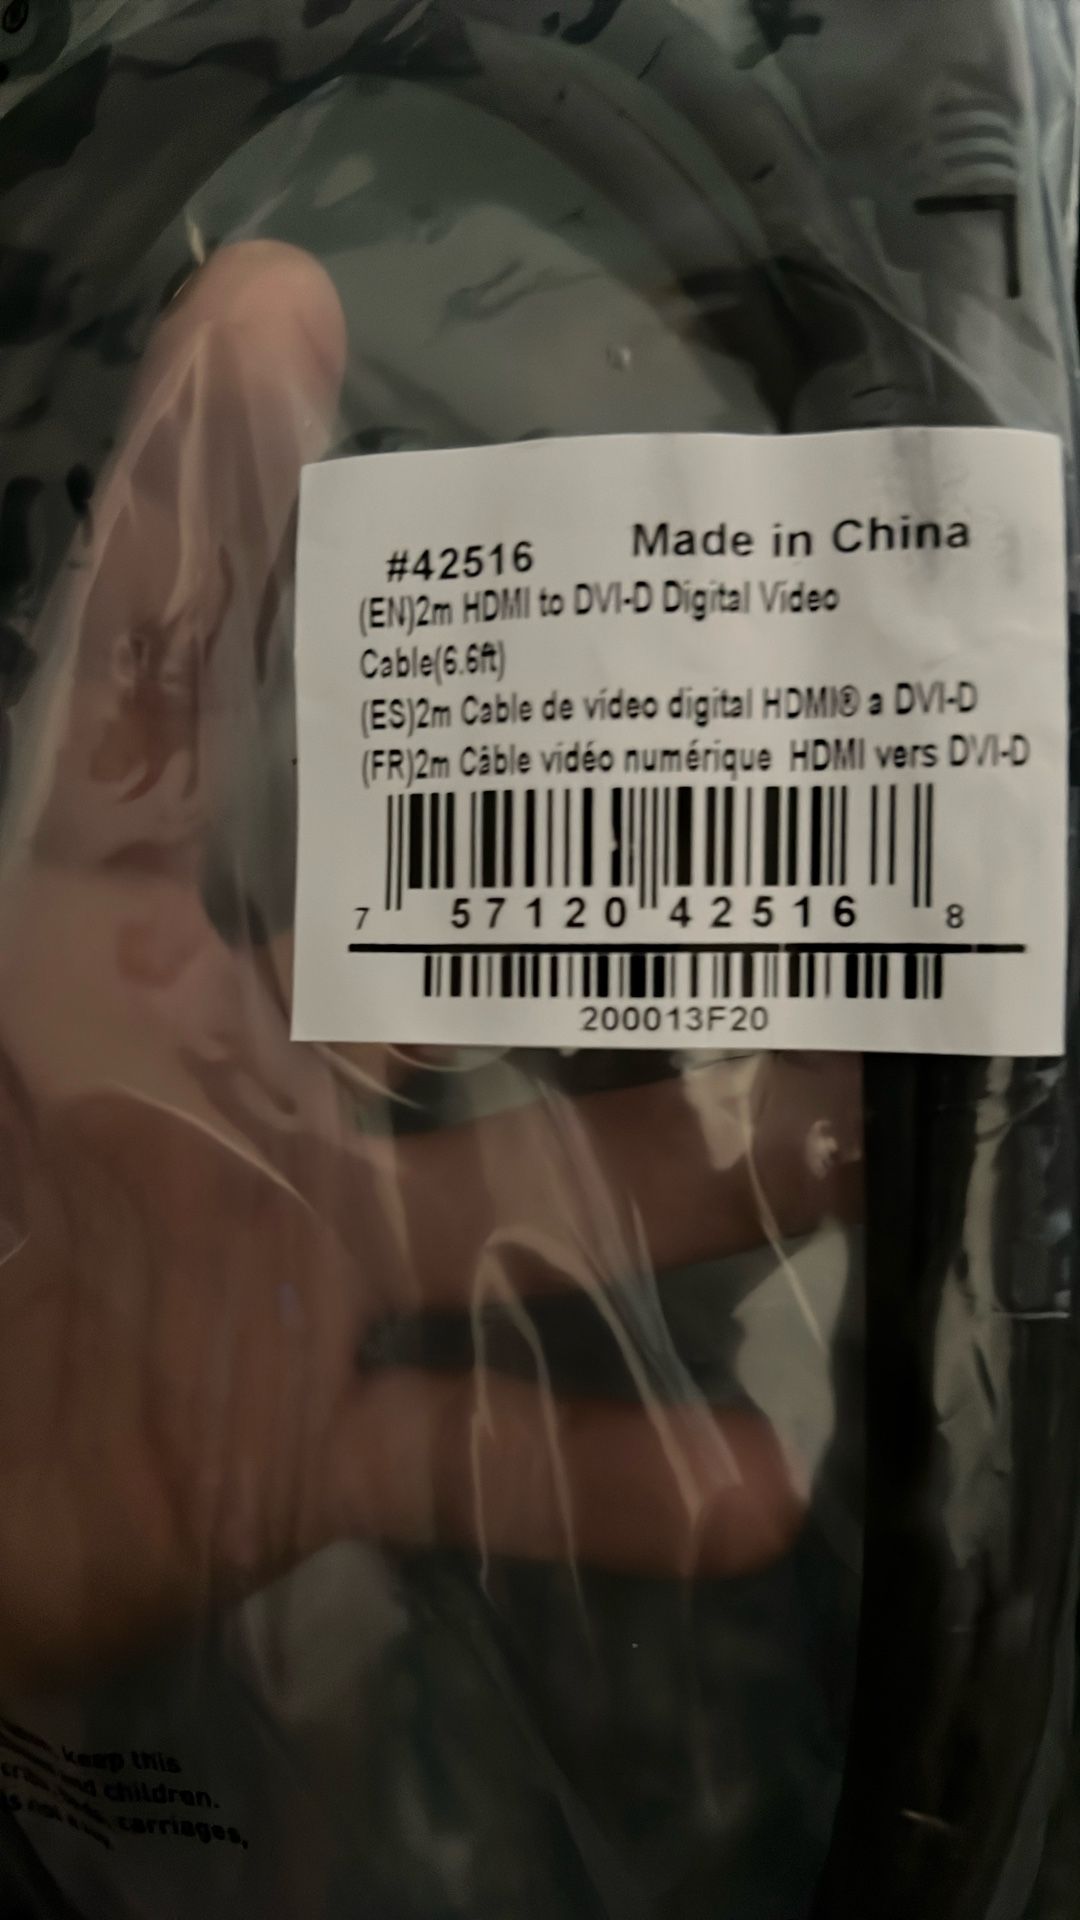 #42516 Made in China
(EN)2m HDMI to DVI-D Digital Video
Cable(6.6ft)
(ES)2m Cable de vídeo digital HDMI® a DVI-D
(FR)2m Câble vidéo numérique HDMI vers DVI-D
7 57120 42516 8
200013F20
keep this
and children.
carriages,